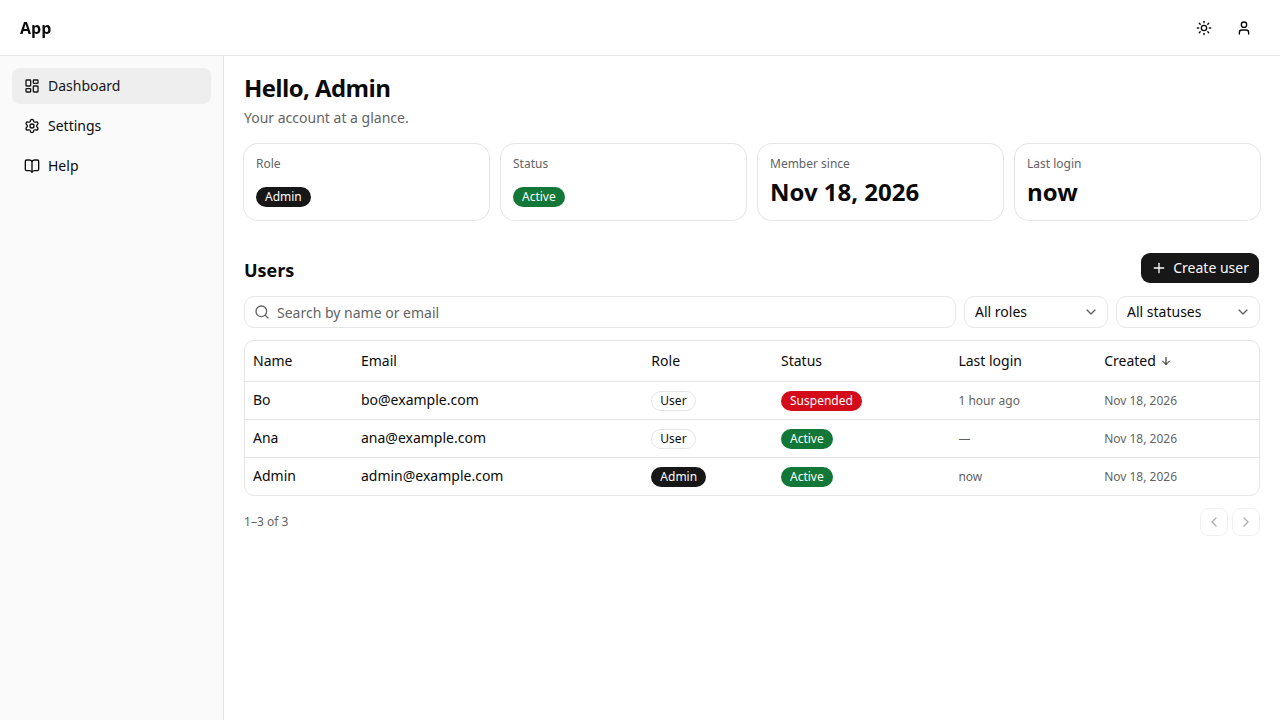 App
Dashboard
Settings
Help
Hello, Admin
Your account at a glance.
Role
Admin
Status
Active
Member since
Nov 18, 2026
Last login
now
Users
Create user
Search by name or email
All roles
All statuses
Name Email Role Status Last login Created
Bo bo@example.com User Suspended 1 hour ago Nov 18, 2026
Ana ana@example.com User Active — Nov 18, 2026
Admin admin@example.com Admin Active now Nov 18, 2026
1–3 of 3